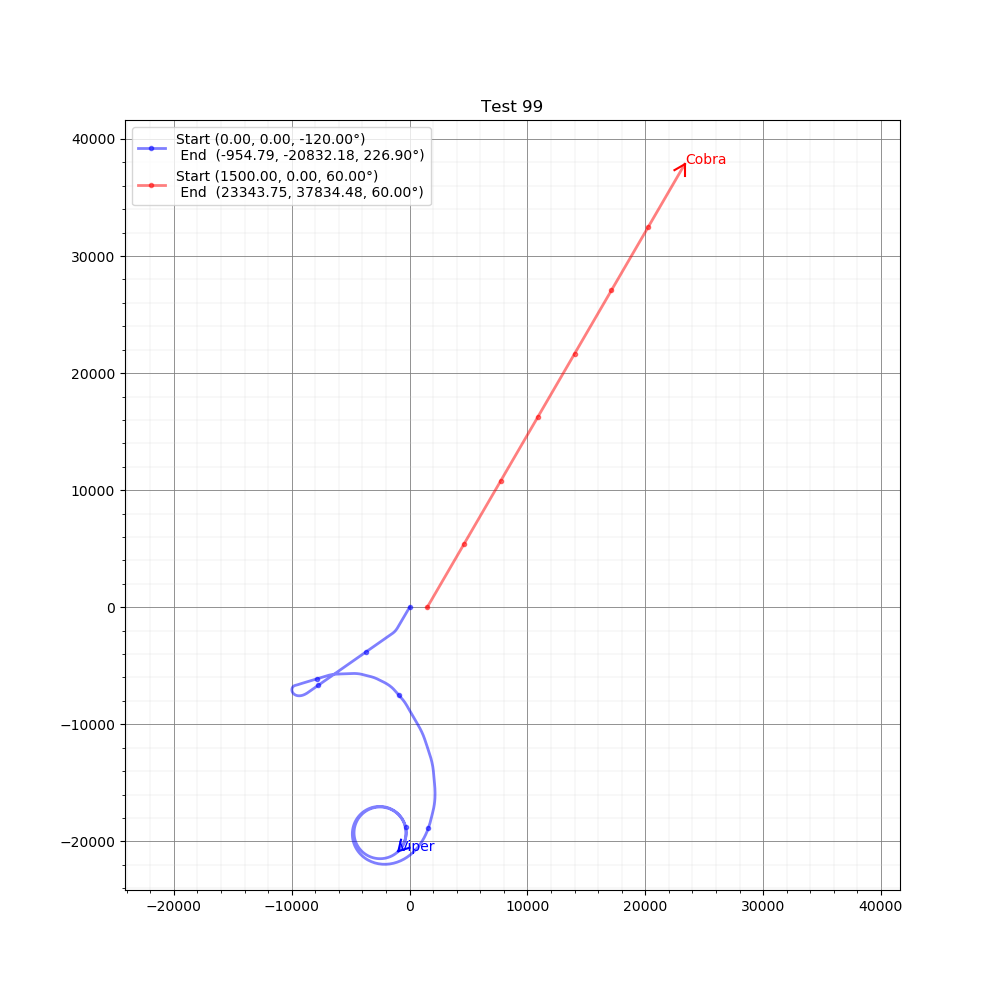 Test 99
Start (0.00, 0.00, -120.00°)
End (-954.79, -20832.18, 226.90°)
Start (1500.00, 0.00, 60.00°)
End (23343.75, 37834.48, 60.00°)
Cobra
Viper
40000
30000
20000
10000
0
−10000
−20000
−20000
−10000
0
10000
20000
30000
40000